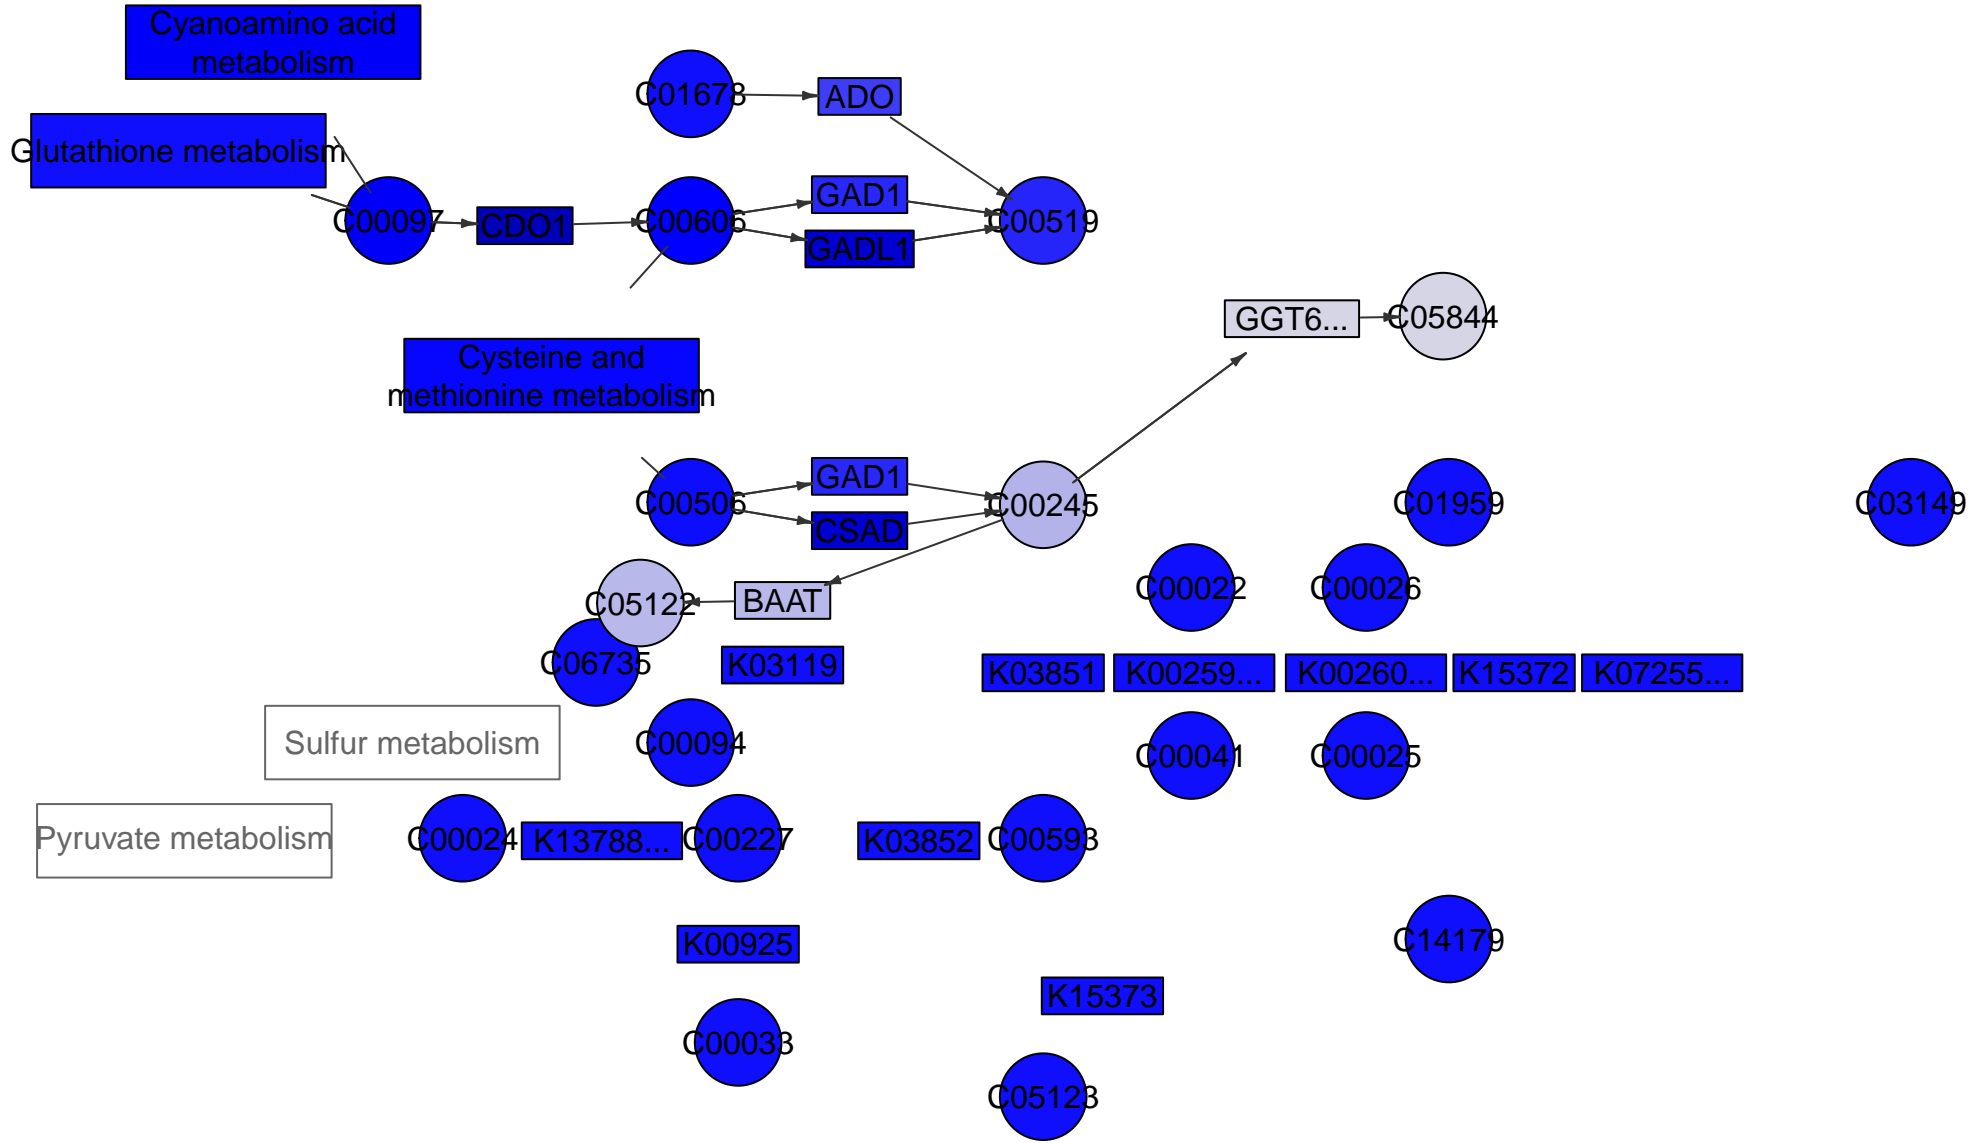 Cyanoamino acid
metabolism
C01678
ADO
Glutathione metabolism
C00097
CDO1
C00606
GAD1
GADL1
C00519
GGT6...
C05844
Cysteine and
methionine metabolism
C00506
GAD1
CSAD
C00245
C01959
C03149
C05122
BAAT
C00022
C00026
C06735
K03119
K03851
K00259...
K00260...
K15372
K07255...
Sulfur metabolism
C00094
C00041
C00025
Pyruvate metabolism
C00024
K13788...
C00227
K03852
C00593
K00925
C14179
K15373
C00033
C05123